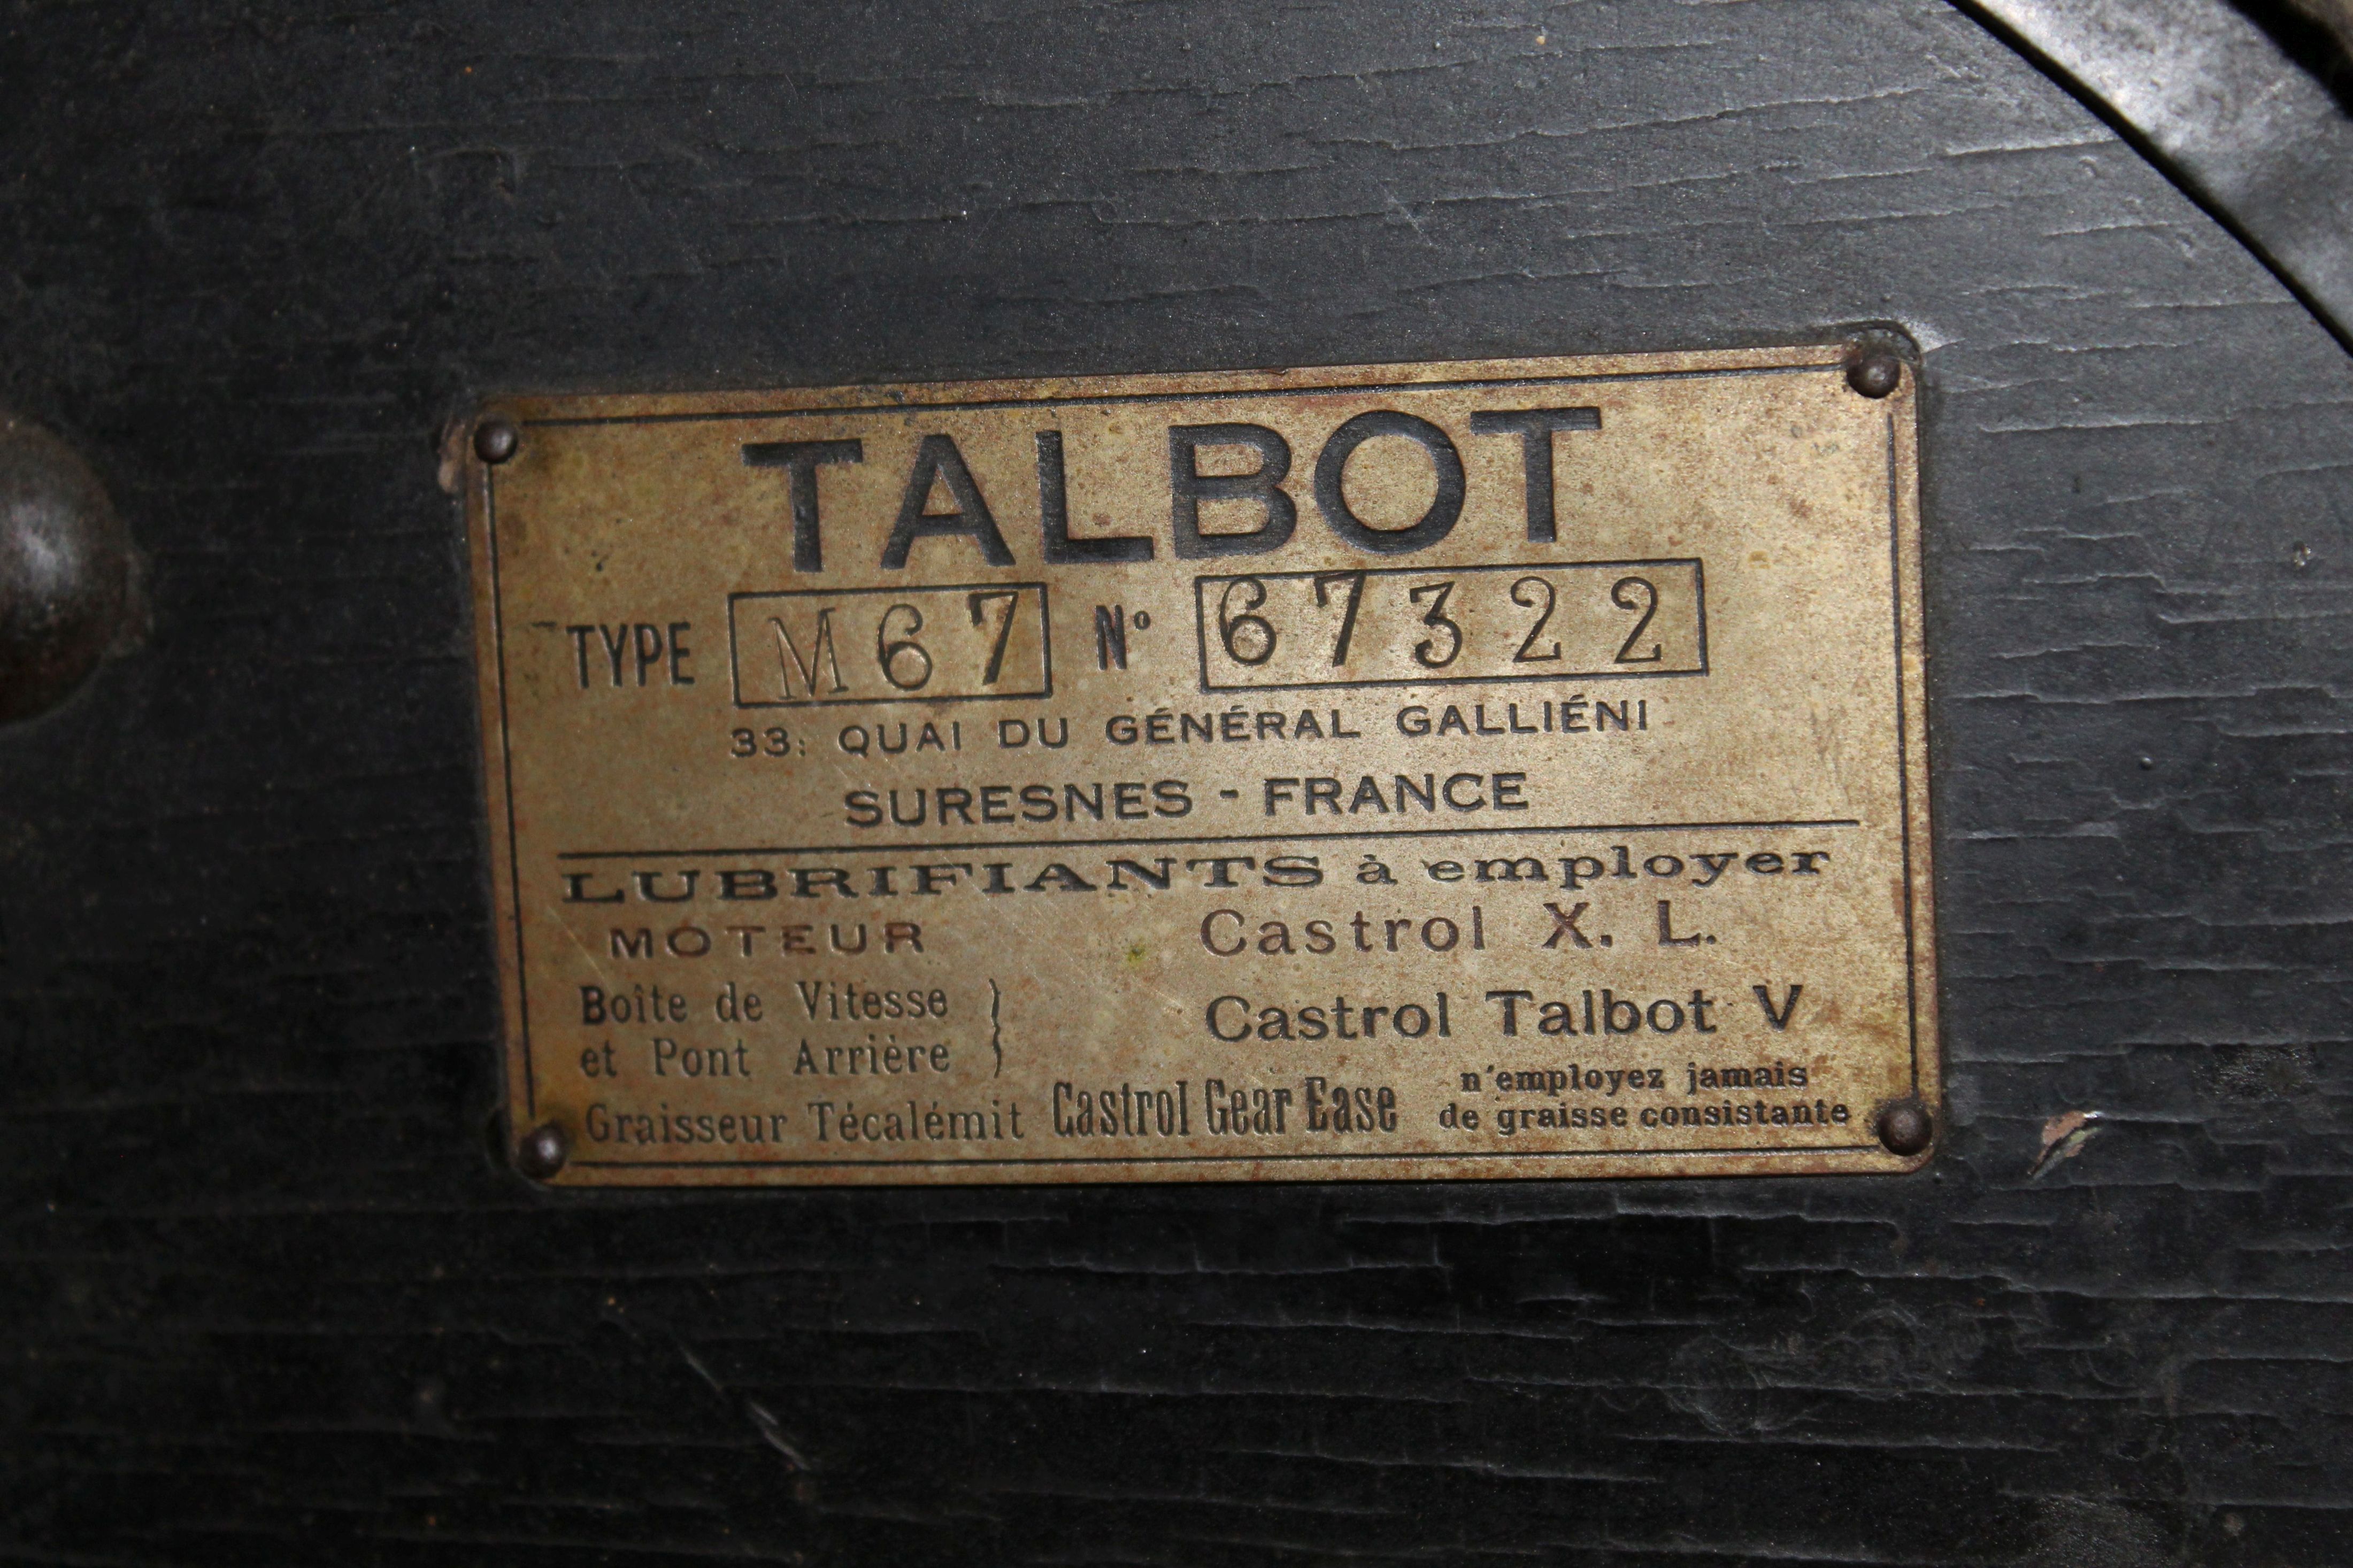 TALBOT
TYPE M67 N° 67322
33, QUAI DU GÉNÉRAL GALLIÉNI
SURESNES - FRANCE
LUBRIFIANTS à employer
MOTEUR Castrol X. L.
Boîte de Vitesse
et Pont Arrière } Castrol Talbot V
Graisseur Técalémit Castrol Gear Ease n'employez jamais
de graisse consistante